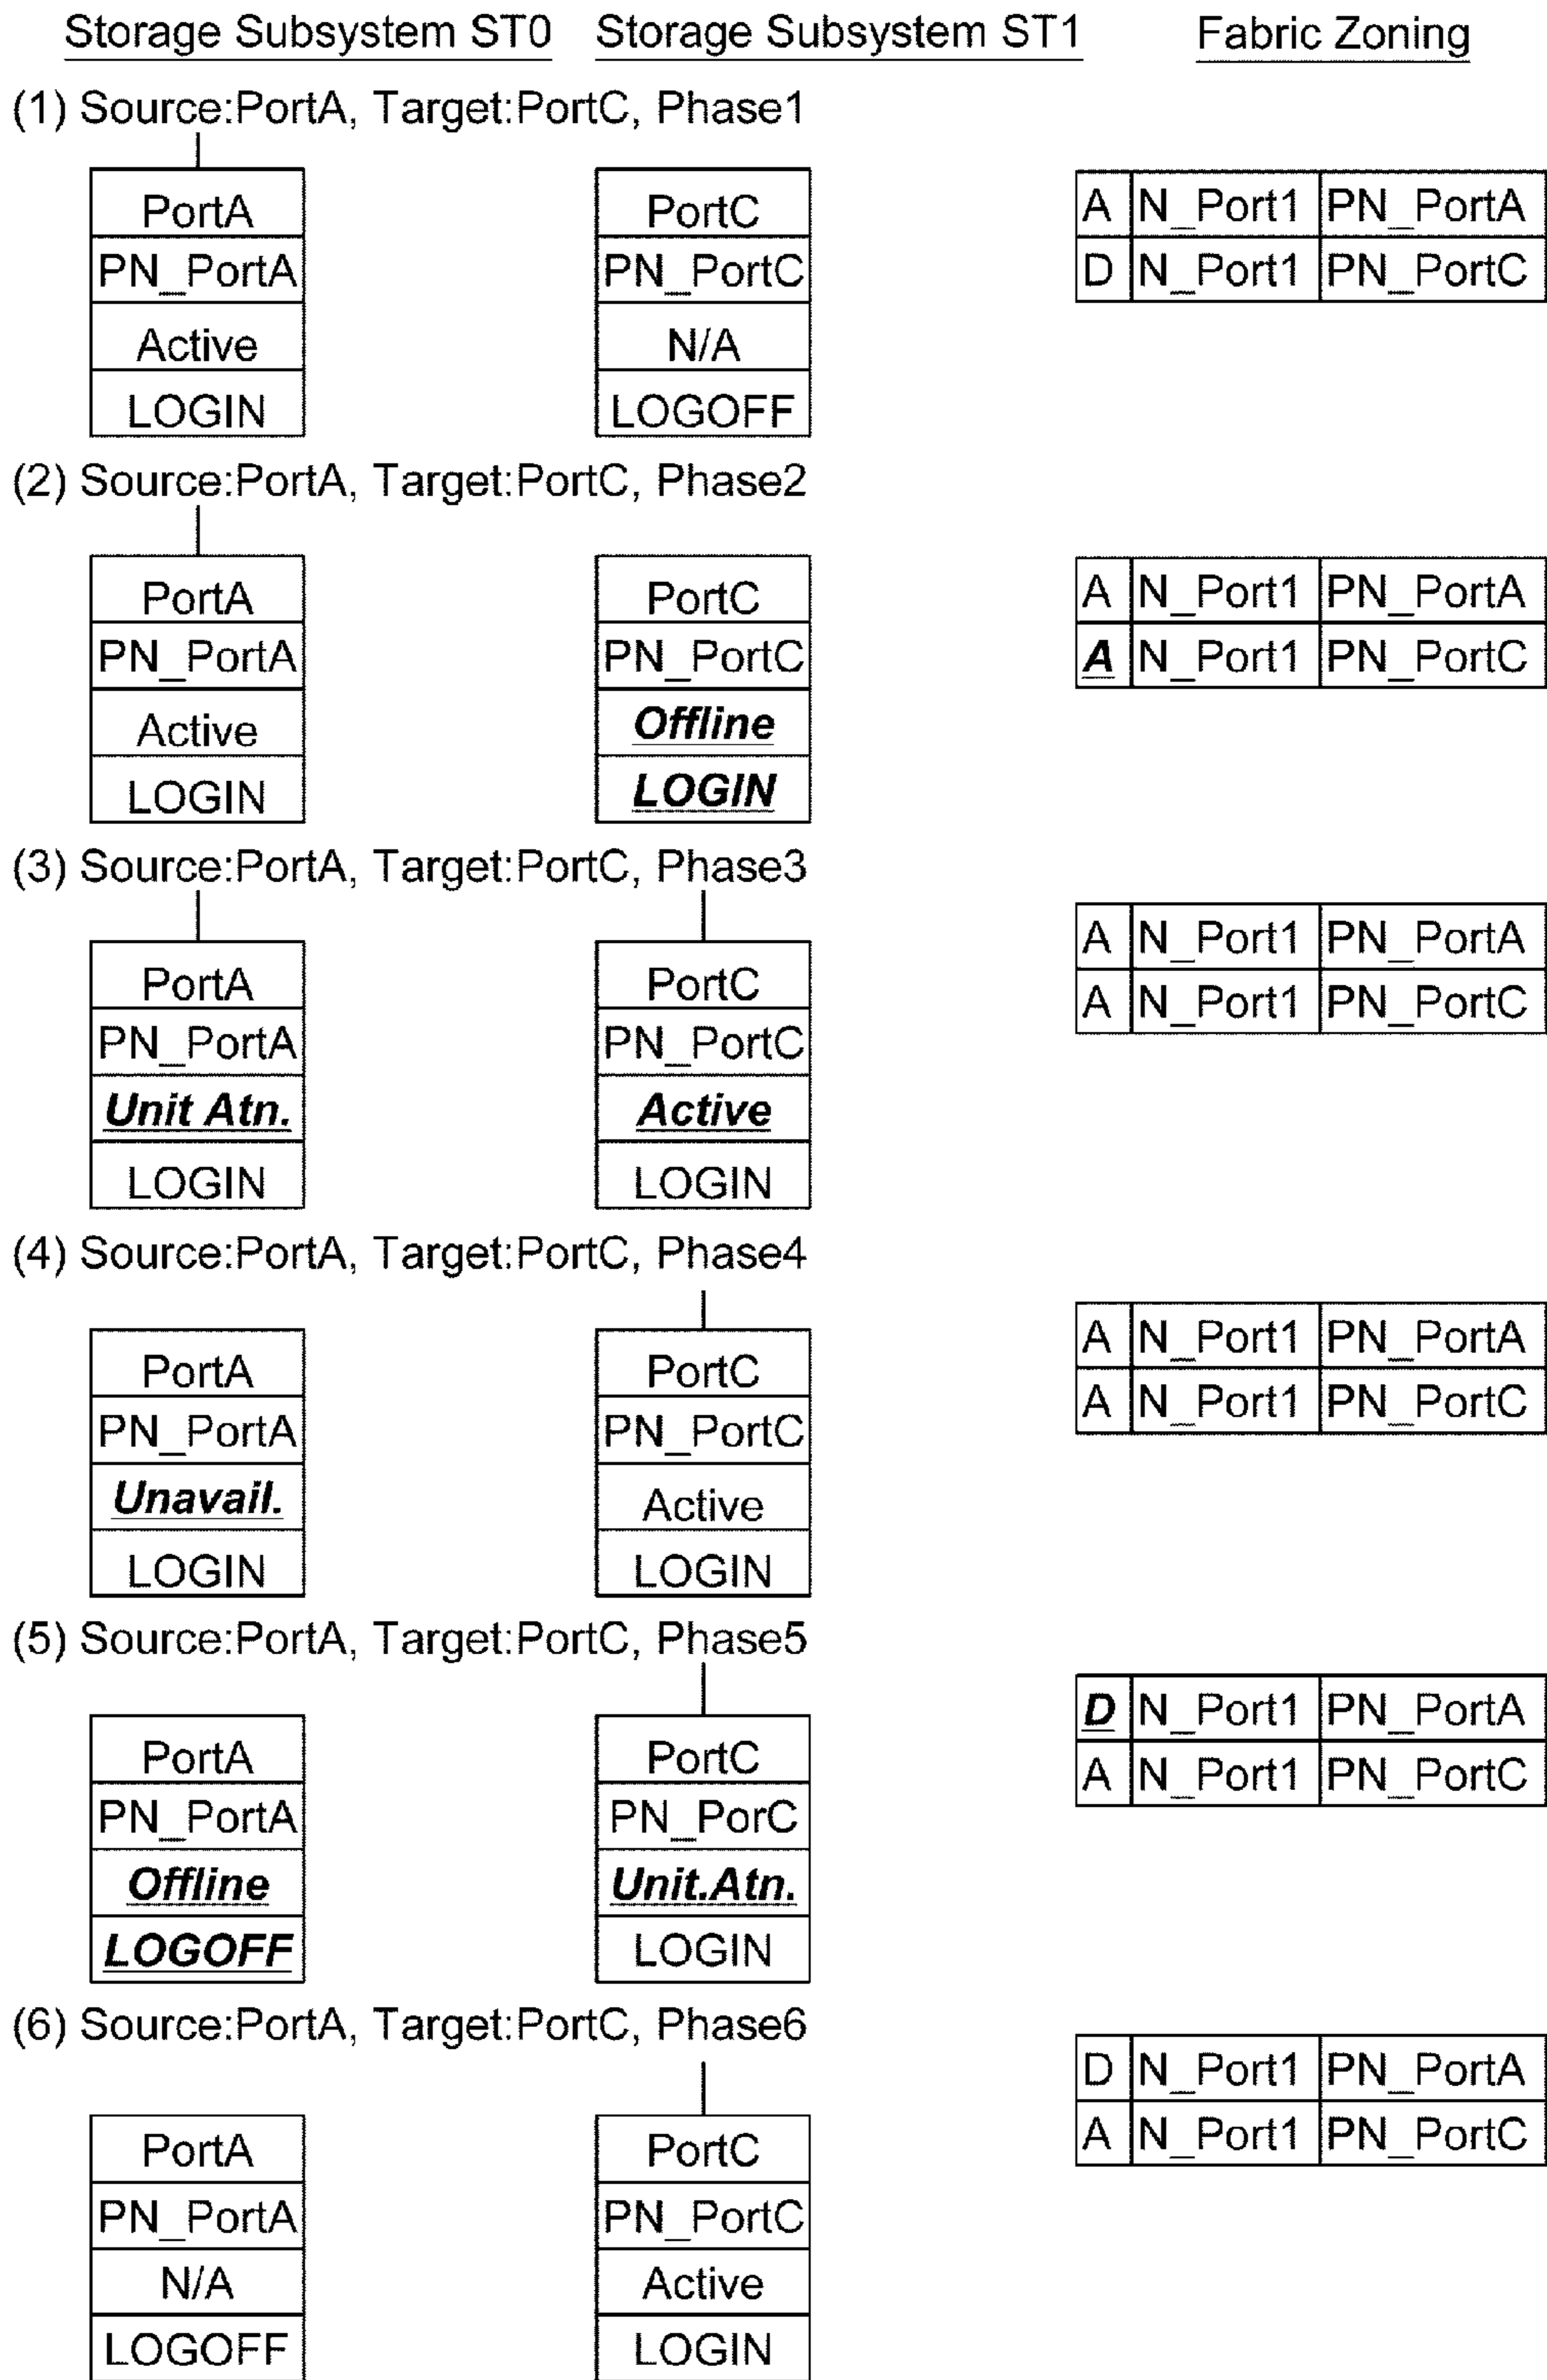 Storage Subsystem ST0 Storage Subsystem ST1 Fabric Zoning
(1) Source:PortA, Target:PortC, Phase1
PortA PortC A N_Port1 PN_PortA
PN_PortA PN_PortC D N_Port1 PN_PortC
Active N/A
LOGIN LOGOFF
(2) Source:PortA, Target:PortC, Phase2
PortA PortC A N_Port1 PN_PortA
PN_PortA PN_PortC A N_Port1 PN_PortC
Active Offline
LOGIN LOGIN
(3) Source:PortA, Target:PortC, Phase3
A N_Port1 PN_PortA
PortA PortC A N_Port1 PN_PortC
PN_PortA PN_PortC
Unit Atn. Active
LOGIN LOGIN
(4) Source:PortA, Target:PortC, Phase4
A N_Port1 PN_PortA
PortA PortC A N_Port1 PN_PortC
PN_PortA PN_PortC
Unavail. Active
LOGIN LOGIN
(5) Source:PortA, Target:PortC, Phase5
D N_Port1 PN_PortA
PortA PortC A N_Port1 PN_PortC
PN_PortA PN_PorC
Offline Unit.Atn.
LOGOFF LOGIN
(6) Source:PortA, Target:PortC, Phase6
D N_Port1 PN_PortA
PortA PortC A N_Port1 PN_PortC
PN_PortA PN_PortC
N/A Active
LOGOFF LOGIN